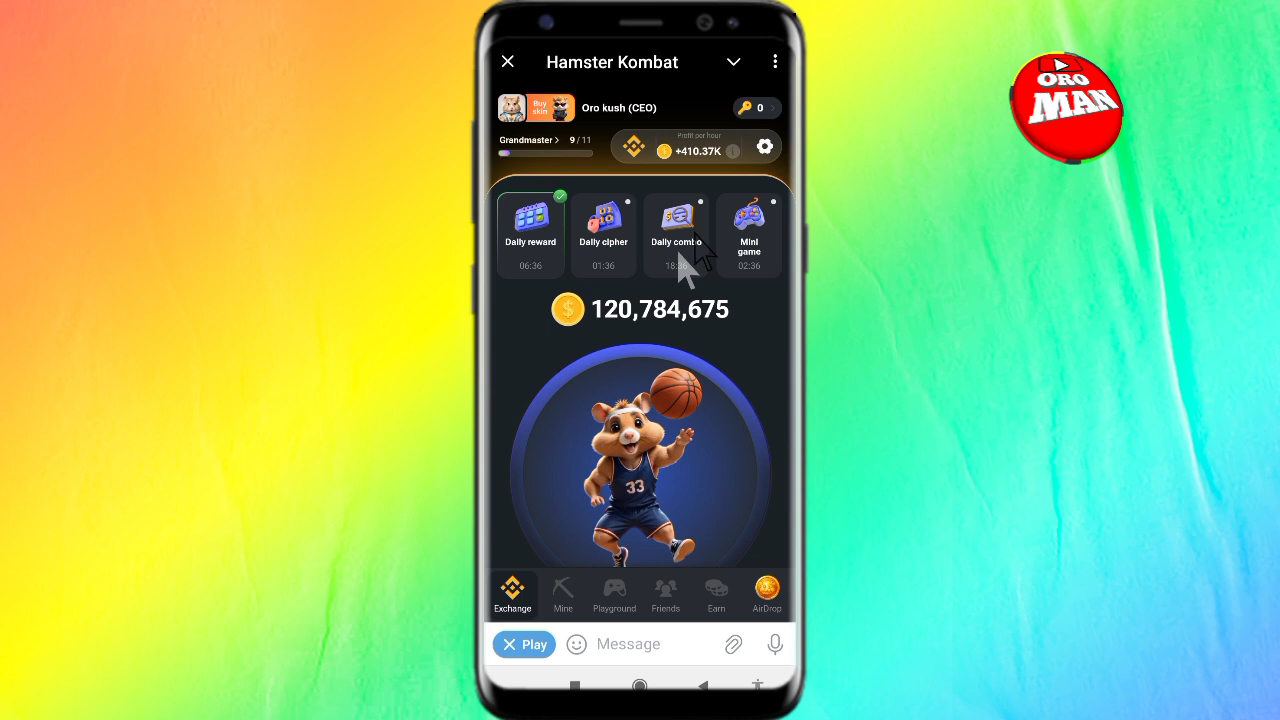 ORO
MAN
Hamster Kombat
Buy
skin
Oro kush (CEO)
0
Grandmaster
9 / 11
Profit per hour
+410.37K
Daily reward
06:36
Daily cipher
01:36
Daily combo
Mini
game
02:36
120,784,675
33
Exchange
Mine
Playground
Friends
Earn
AirDrop
Play
Message